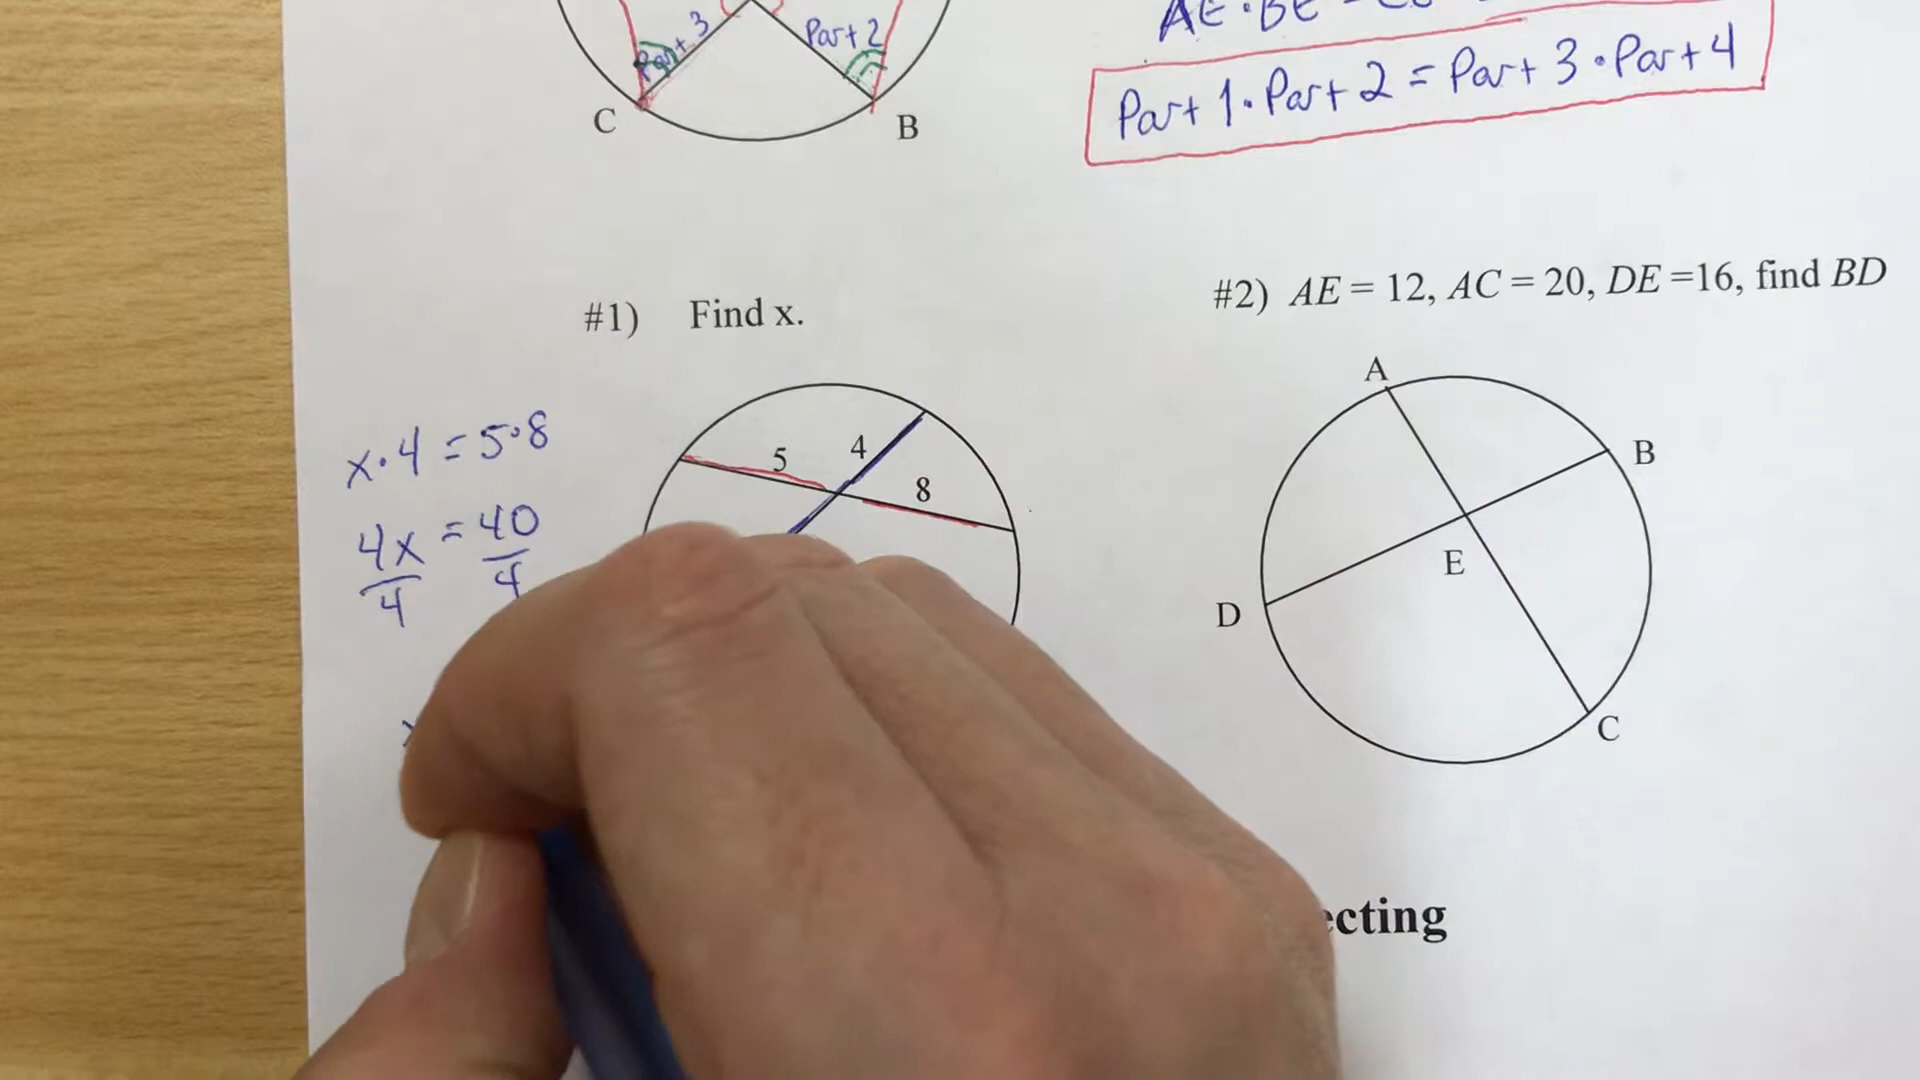 Part 3
Part 2
C
B
AE · BE =
Part 1 · Part 2 = Part 3 · Part 4
#1) Find x.
#2) AE = 12, AC = 20, DE =16, find BD
x · 4 = 5 · 8
4x = 40
4 4
5
4
8
A
B
E
D
C
x
ecting